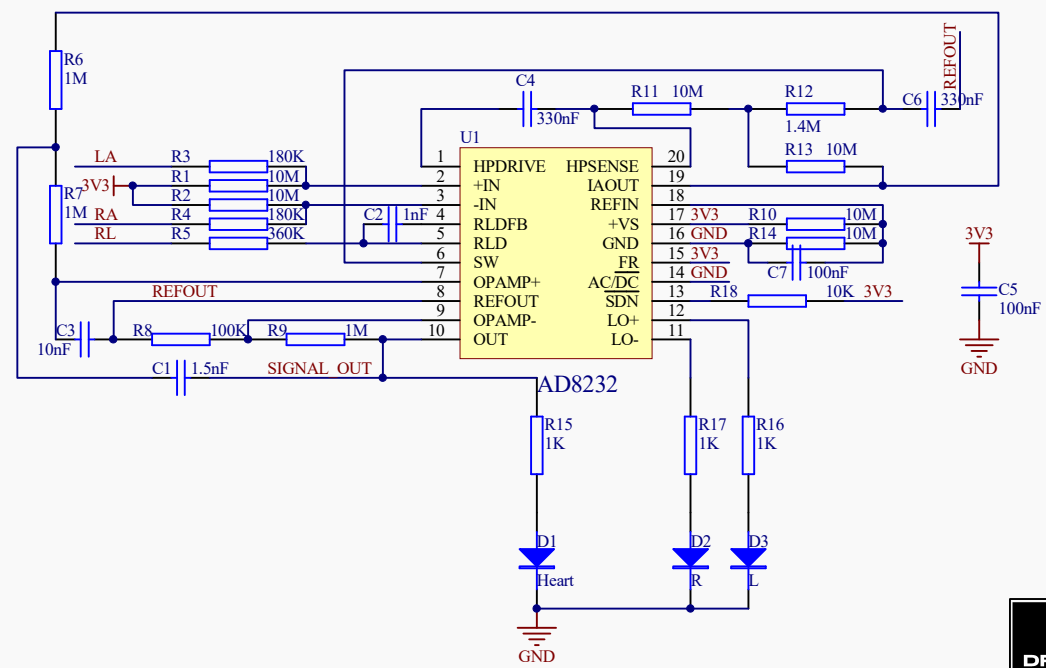 R6
1M
C4
330nF
R11 10M
R12
1.4M
C6 330nF
REFOUT
R13 10M
U1
LA R3 180K
3V3 R1 10M
R2 10M
R7
1M
RA R4 180K
RL R5 360K
C2 1nF
1 HPDRIVE HPSENSE 20
2 +IN IAOUT 19
3 -IN REFIN 18
4 RLDFB +VS 17 3V3 R10 10M
5 RLD GND 16 GND R14 10M
6 SW FR 15 3V3
7 OPAMP+ AC/DC 14 GND
8 REFOUT SDN 13 R18 10K 3V3
9 OPAMP- LO+ 12
10 OUT LO- 11
C7 100nF
REFOUT
C3
10nF
R8 100K R9 1M
C1 1.5nF SIGNAL OUT
AD8232
3V3
C5
100nF
GND
R15
1K
R17
1K
R16
1K
D1
Heart
D2
R
D3
L
GND